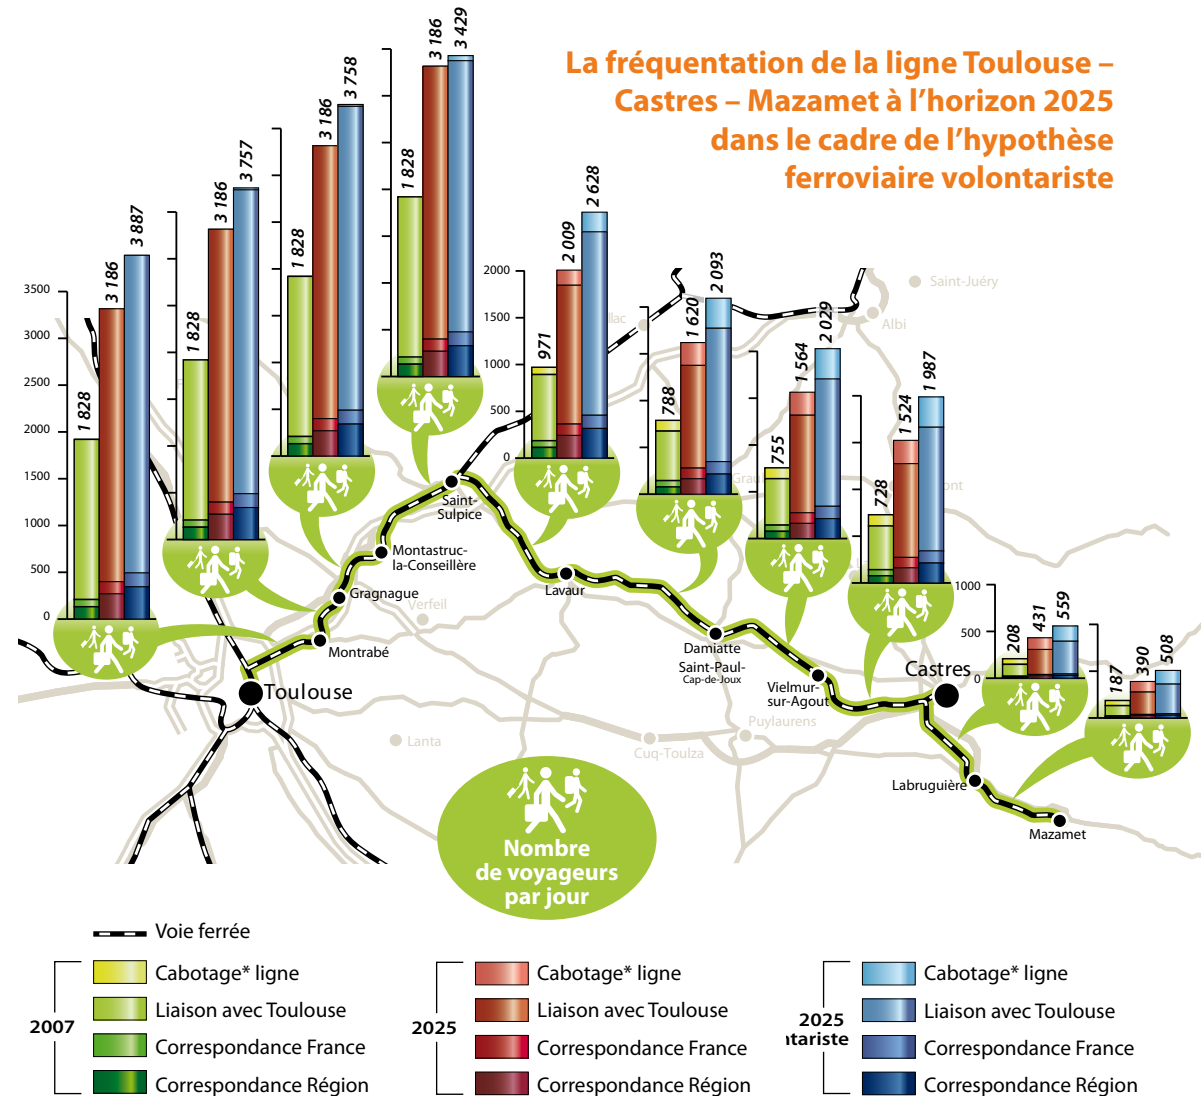 La fréquentation de la ligne Toulouse –
Castres – Mazamet à l'horizon 2025
dans le cadre de l'hypothèse
ferroviaire volontariste
3500
3000
2500
2000
1500
1000
500
0
1 828
3 186
3 887
1 828
3 186
3 757
1 828
3 186
3 758
1 828
3 186
3 429
2000
1000
500
0
971
2 009
2 628
788
1 620
2 093
755
1 564
2 029
728
1 524
1 987
1000
500
0
208
431
559
187
390
508
Saint-Juéry
Albi
llac
Grau
ont
Saint-
Sulpice
Montastruc-
la-Conseillère
Gragnague
Verfeil
Montrabé
Toulouse
Lavaur
Damiatte
Saint-Paul-
Cap-de-Joux
Vielmur-
sur-Agout
Castres
Puylaurens
Cuq-Toulza
Lanta
Labruguière
Mazamet
Nombre
de voyageurs
par jour
Voie ferrée
2007
Cabotage* ligne
Liaison avec Toulouse
Correspondance France
Correspondance Région
2025
Cabotage* ligne
Liaison avec Toulouse
Correspondance France
Correspondance Région
2025
ntariste
Cabotage* ligne
Liaison avec Toulouse
Correspondance France
Correspondance Région